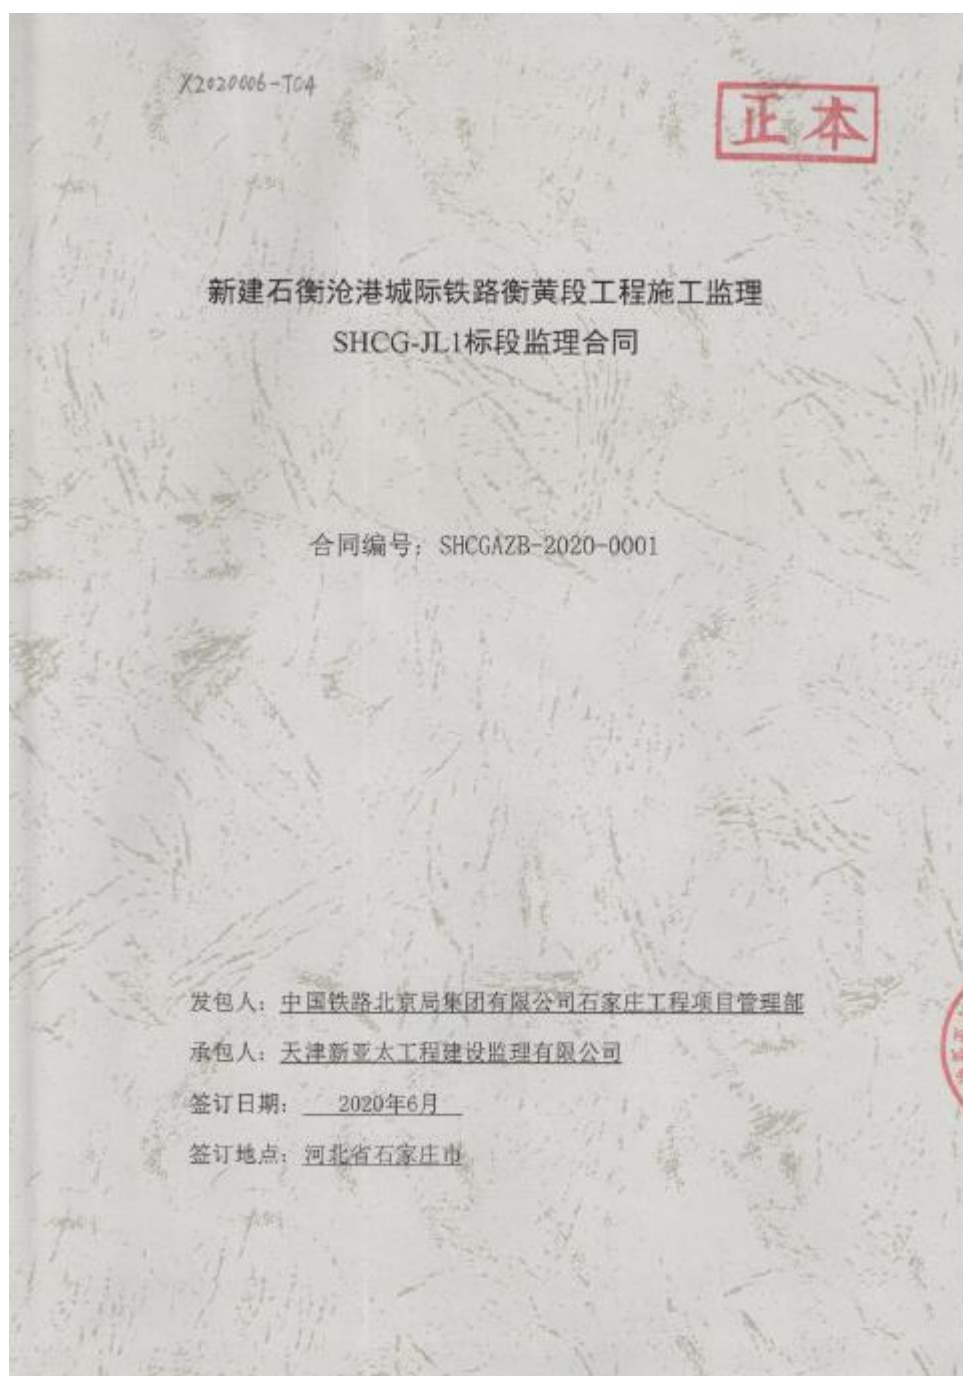 X2020006-T04
正本
新建石衡沧港城际铁路衡黄段工程施工监理
SHCG-JL1标段监理合同
合同编号：SHCGAZB-2020-0001
发包人：中国铁路北京局集团有限公司石家庄工程项目管理部
承包人：天津新亚太工程建设监理有限公司
签订日期：2020年6月
签订地点：河北省石家庄市